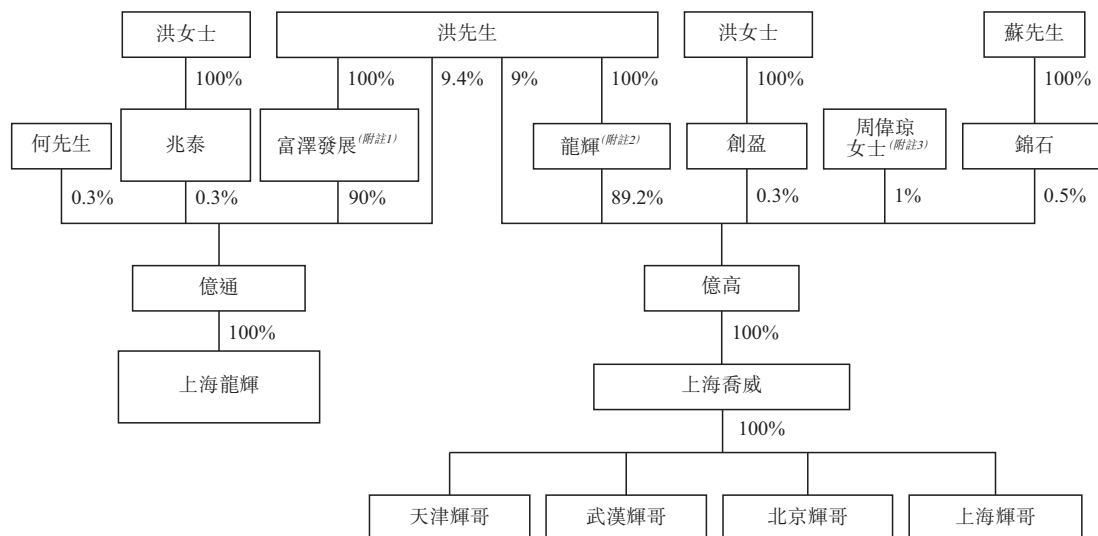 洪女士
洪先生
洪女士
蘇先生
100%
100%
9.4%
9%
100%
100%
100%
何先生
兆泰
富澤發展(附註1)
龍輝(附註2)
創盈
周偉琼
女士(附註3)
錦石
0.3%
0.3%
90%
89.2%
0.3%
1%
0.5%
億通
億高
100%
100%
上海龍輝
上海喬威
100%
天津輝哥
武漢輝哥
北京輝哥
上海輝哥